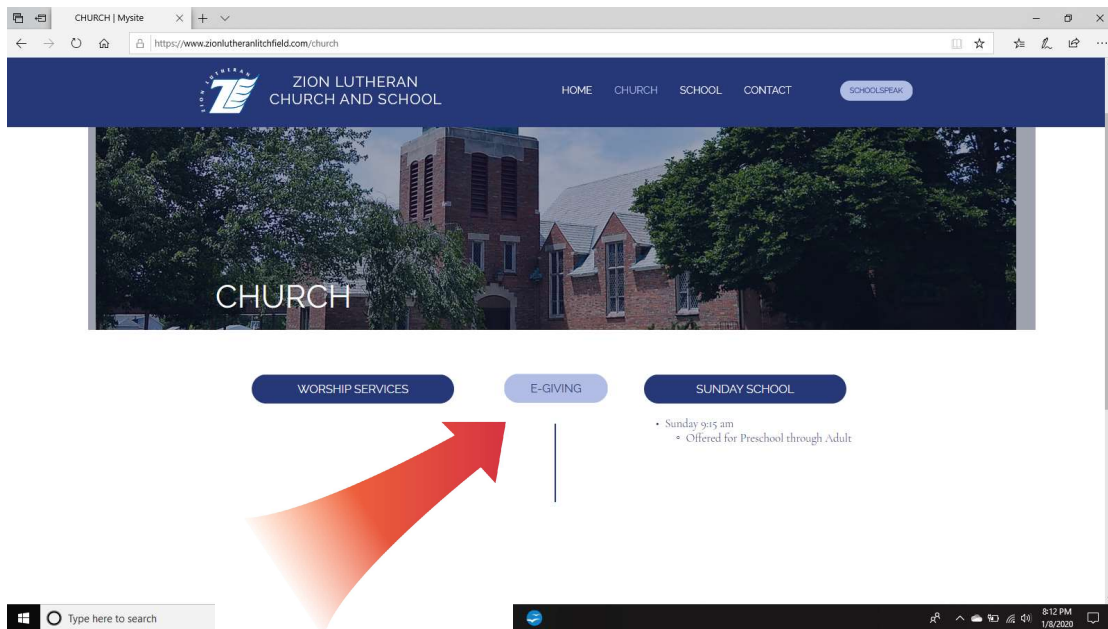 CHURCH | Mysite
https://www.zionlutheranlitchfield.com/church
ZION LUTHERAN
ZION LUTHERAN
CHURCH AND SCHOOL
HOME CHURCH SCHOOL CONTACT SCHOOLSPEAK
CHURCH
WORSHIP SERVICES
E-GIVING
SUNDAY SCHOOL
• Sunday 9:15 am
◦ Offered for Preschool through Adult
Type here to search
8:12 PM
1/8/2020